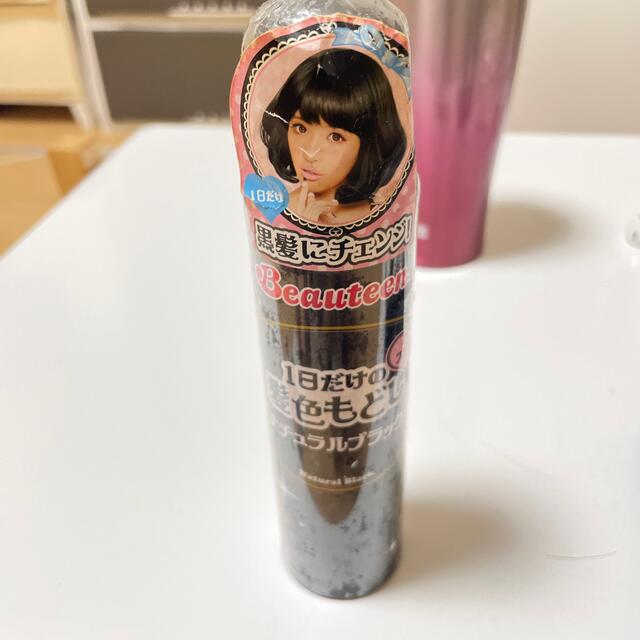 1日だけ
黒髪にチェンジ
Beauteen
1日だけの
髪色もどし
ナチュラルブラック
Natural Black